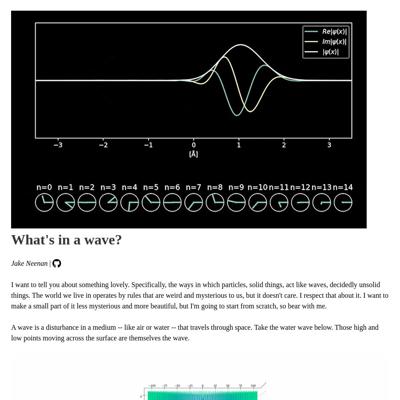 Re|ψ(x)|
Im|ψ(x)|
|ψ(x)|
−3 −2 −1 0 1 2 3
[Å]
n=0 n=1 n=2 n=3 n=4 n=5 n=6 n=7 n=8 n=9 n=10 n=11 n=12 n=13 n=14
What's in a wave?
Jake Neenan |
I want to tell you about something lovely. Specifically, the ways in which particles, solid things, act like waves, decidedly unsolid
things. The world we live in operates by rules that are weird and mysterious to us, but it doesn't care. I respect that about it. I want to
make a small part of it less mysterious and more beautiful, but I'm going to start from scratch, so bear with me.
A wave is a disturbance in a medium -- like air or water -- that travels through space. Take the water wave below. Those high and
low points moving across the surface are themselves the wave.